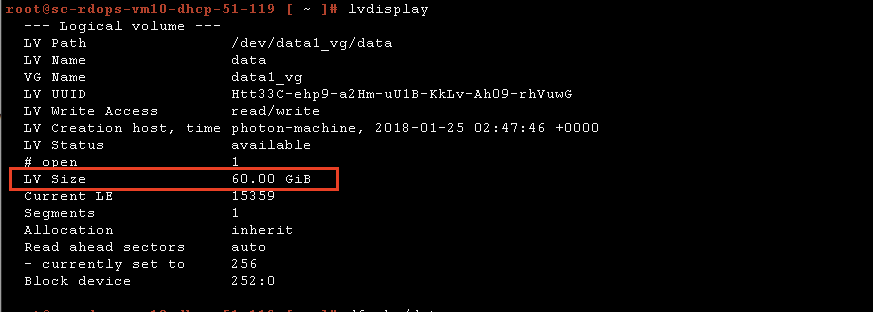 root@sc-rdops-vm10-dhcp-51-119 [ ~ ]# lvdisplay
--- Logical volume ---
LV Path /dev/data1_vg/data
LV Name data
VG Name data1_vg
LV UUID Htt33C-ehp9-a2Hm-uU1B-KkLv-Ah09-rhVuwG
LV Write Access read/write
LV Creation host, time photon-machine, 2018-01-25 02:47:46 +0000
LV Status available
# open 1
LV Size 60.00 GiB
Current LE 15359
Segments 1
Allocation inherit
Read ahead sectors auto
- currently set to 256
Block device 252:0